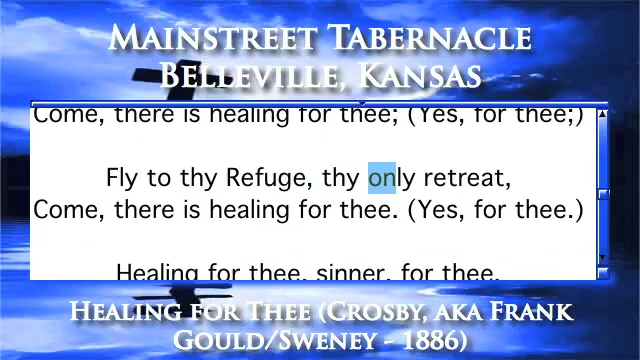 Mainstreet Tabernacle
Belleville, Kansas
Come, there is healing for thee; (Yes, for thee;)
Fly to thy Refuge, thy only retreat,
Come, there is healing for thee. (Yes, for thee.)
Healing for thee, sinner, for thee,
Healing for Thee (Crosby, aka Frank
Gould/Sweney - 1886)